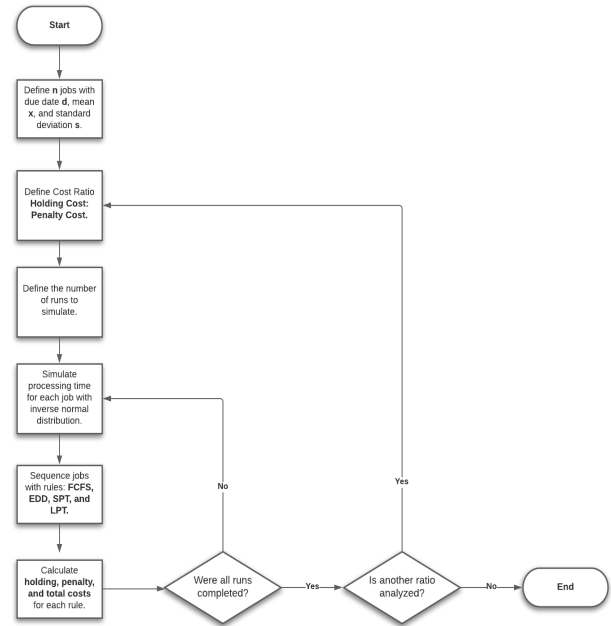 Start
Define n jobs with
due date d, mean
x, and standard
deviation s.
Define Cost Ratio
Holding Cost:
Penalty Cost.
Define the number
of runs to
simulate.
Simulate
processing time
for each job with
inverse normal
distribution.
Sequence jobs
with rules: FCFS,
EDD, SPT, and
LPT.
Calculate
holding, penalty,
and total costs
for each rule.
Were all runs
completed?
No
Yes
Is another ratio
analyzed?
Yes
No
End